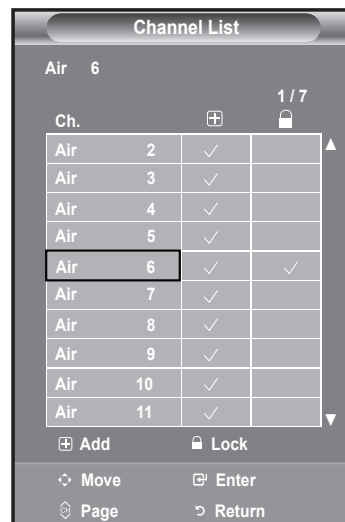 Channel List
Air 6
1 / 7
Ch.
Air 2
Air 3
Air 4
Air 5
Air 6
Air 7
Air 8
Air 9
Air 10
Air 11
Add Lock
Move Enter
CH Page Return